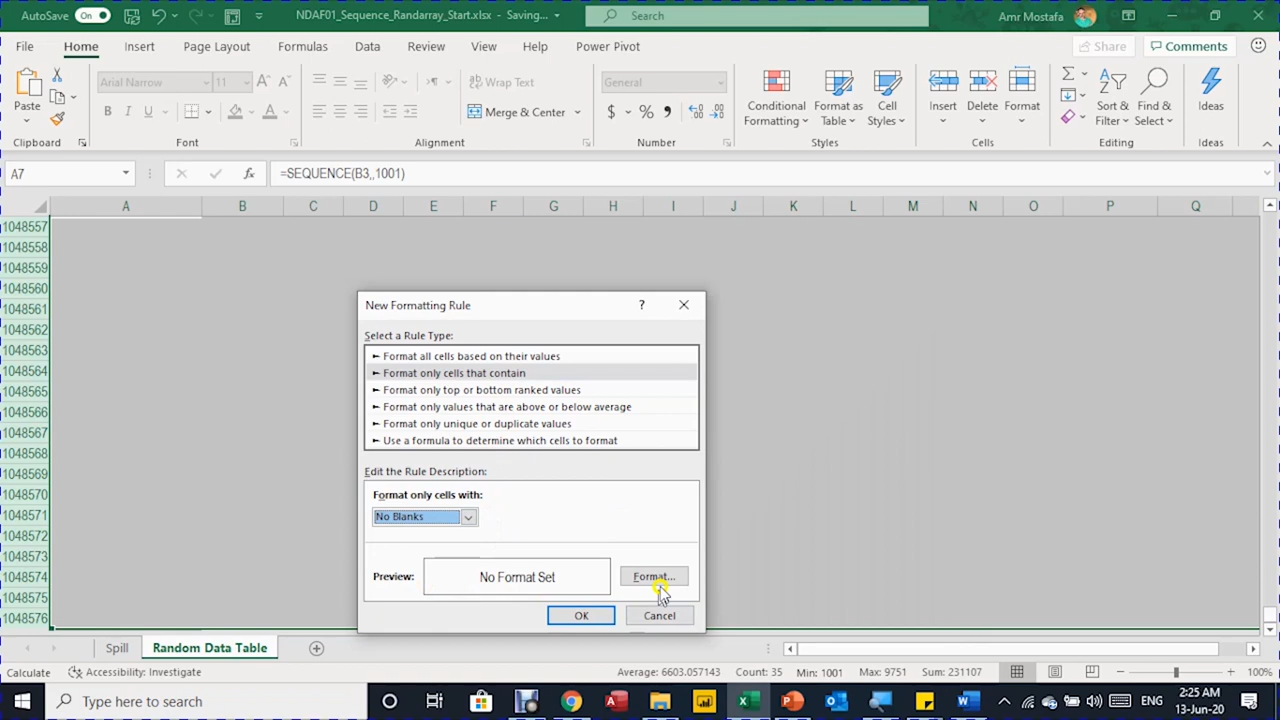 AutoSave On NDAF01_Sequence_Randarray_Start.xlsx - Saving... Search Amr Mostafa
File Home Insert Page Layout Formulas Data Review View Help Power Pivot Share Comments
Paste Arial Narrow 11 Wrap Text General Conditional Formatting Format as Table Cell Styles Insert Delete Format Sort & Filter Find & Select Ideas
B I U Merge & Center $ %
Clipboard Font Alignment Number Styles Cells Editing Ideas
A7 fx =SEQUENCE(B3,,1001)
A B C D E F G H I J K L M N O P Q
1048557
1048558
1048559
1048560
1048561
1048562
1048563
1048564
1048565
1048566
1048567
1048568
1048569
1048570
1048571
1048572
1048573
1048574
1048575
1048576
New Formatting Rule ?
Select a Rule Type:
► Format all cells based on their values
► Format only cells that contain
► Format only top or bottom ranked values
► Format only values that are above or below average
► Format only unique or duplicate values
► Use a formula to determine which cells to format
Edit the Rule Description:
Format only cells with:
No Blanks
Preview: No Format Set Format...
OK Cancel
Spill Random Data Table
Calculate Accessibility: Investigate Average: 6603.057143 Count: 35 Min: 1001 Max: 9751 Sum: 231107 100%
Type here to search ENG 2:25 AM
13-Jun-20